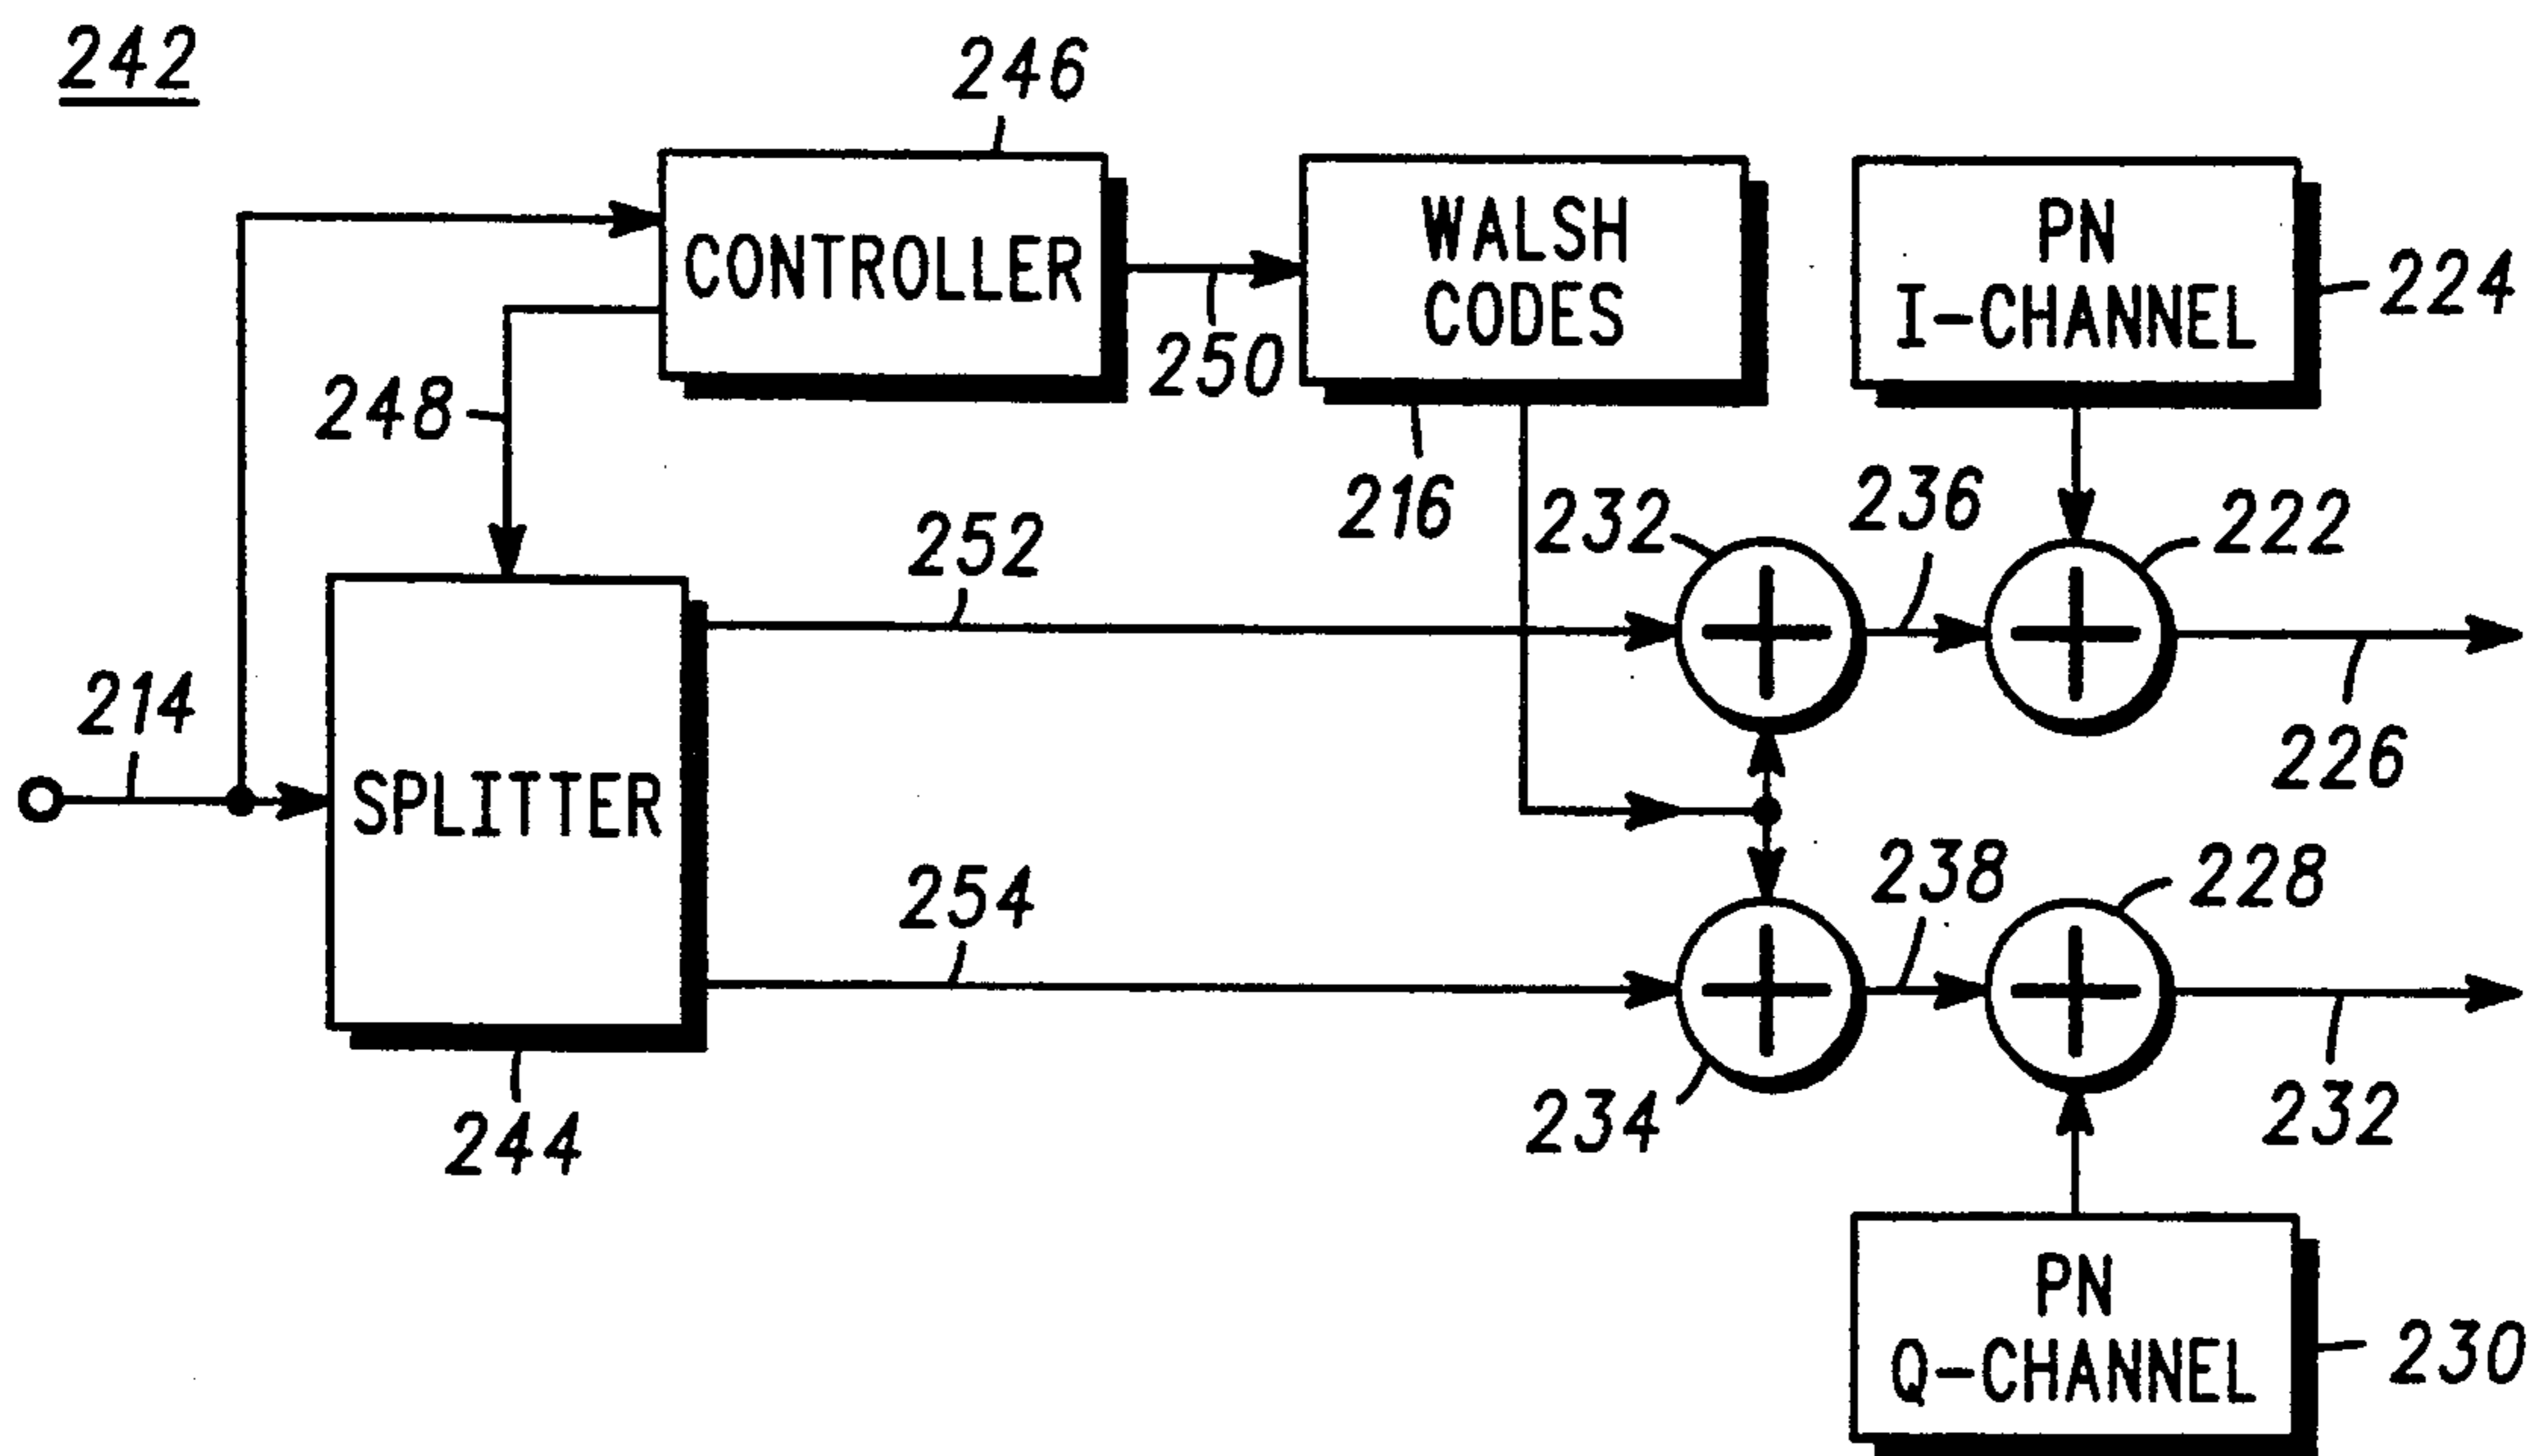 242
246
CONTROLLER
WALSH
CODES
PN
I-CHANNEL
224
250
248
216
232
236
222
252
214
SPLITTER
226
254
238
228
234
232
244
PN
Q-CHANNEL
230